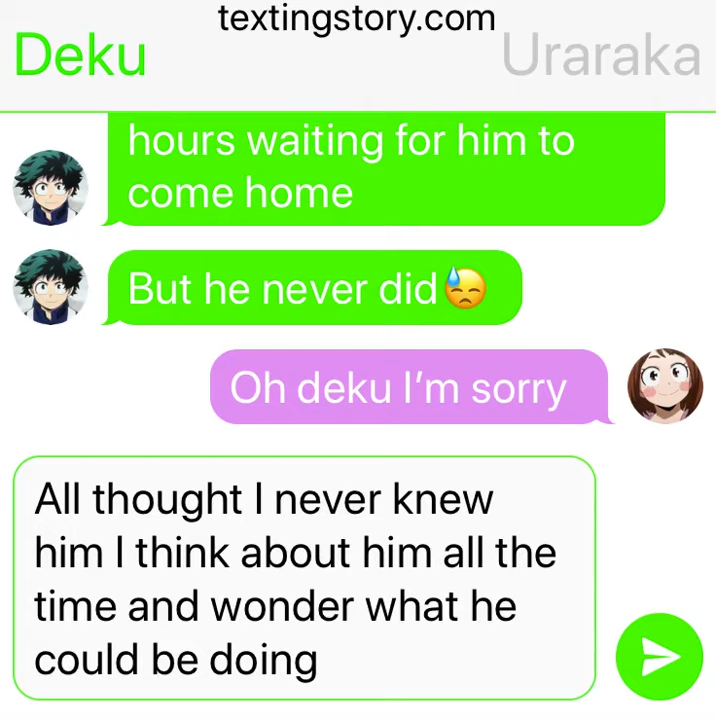 textingstory.com
Deku
Uraraka
hours waiting for him to
come home
But he never did😓
Oh deku I’m sorry
All thought I never knew
him I think about him all the
time and wonder what he
could be doing